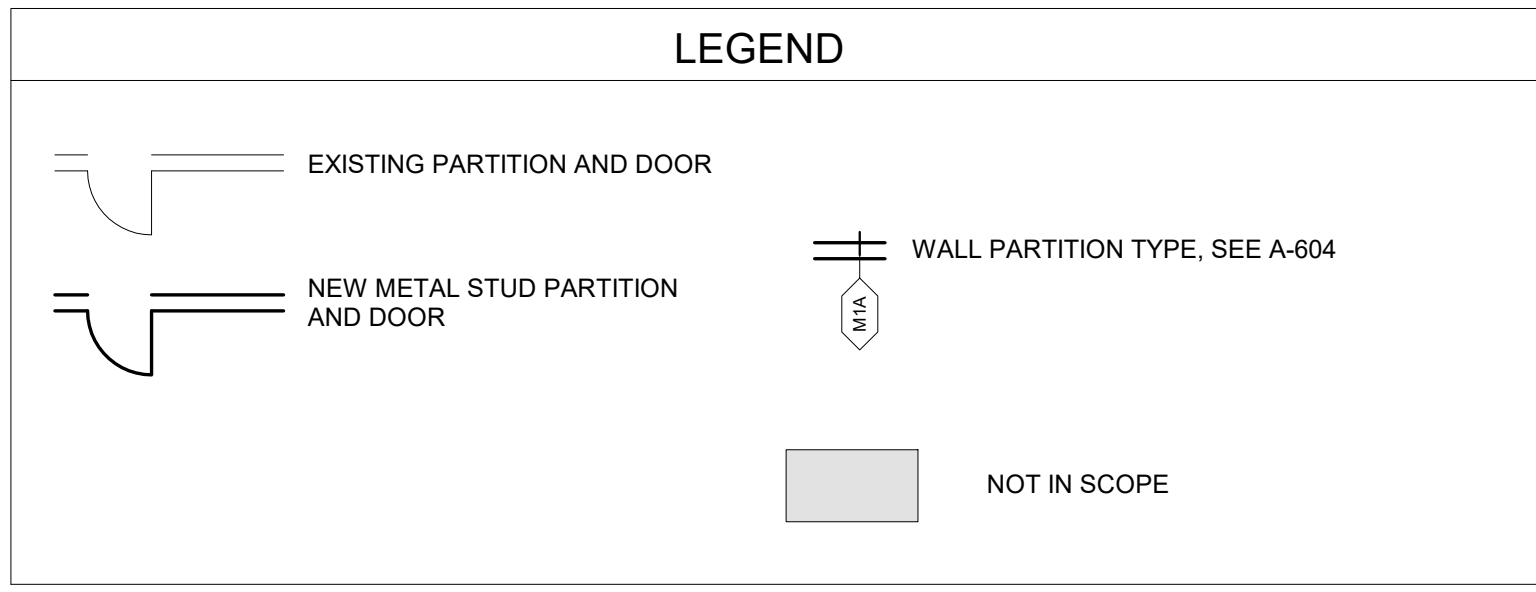 LEGEND
EXISTING PARTITION AND DOOR
NEW METAL STUD PARTITION
AND DOOR
WALL PARTITION TYPE, SEE A-604
M1A
NOT IN SCOPE